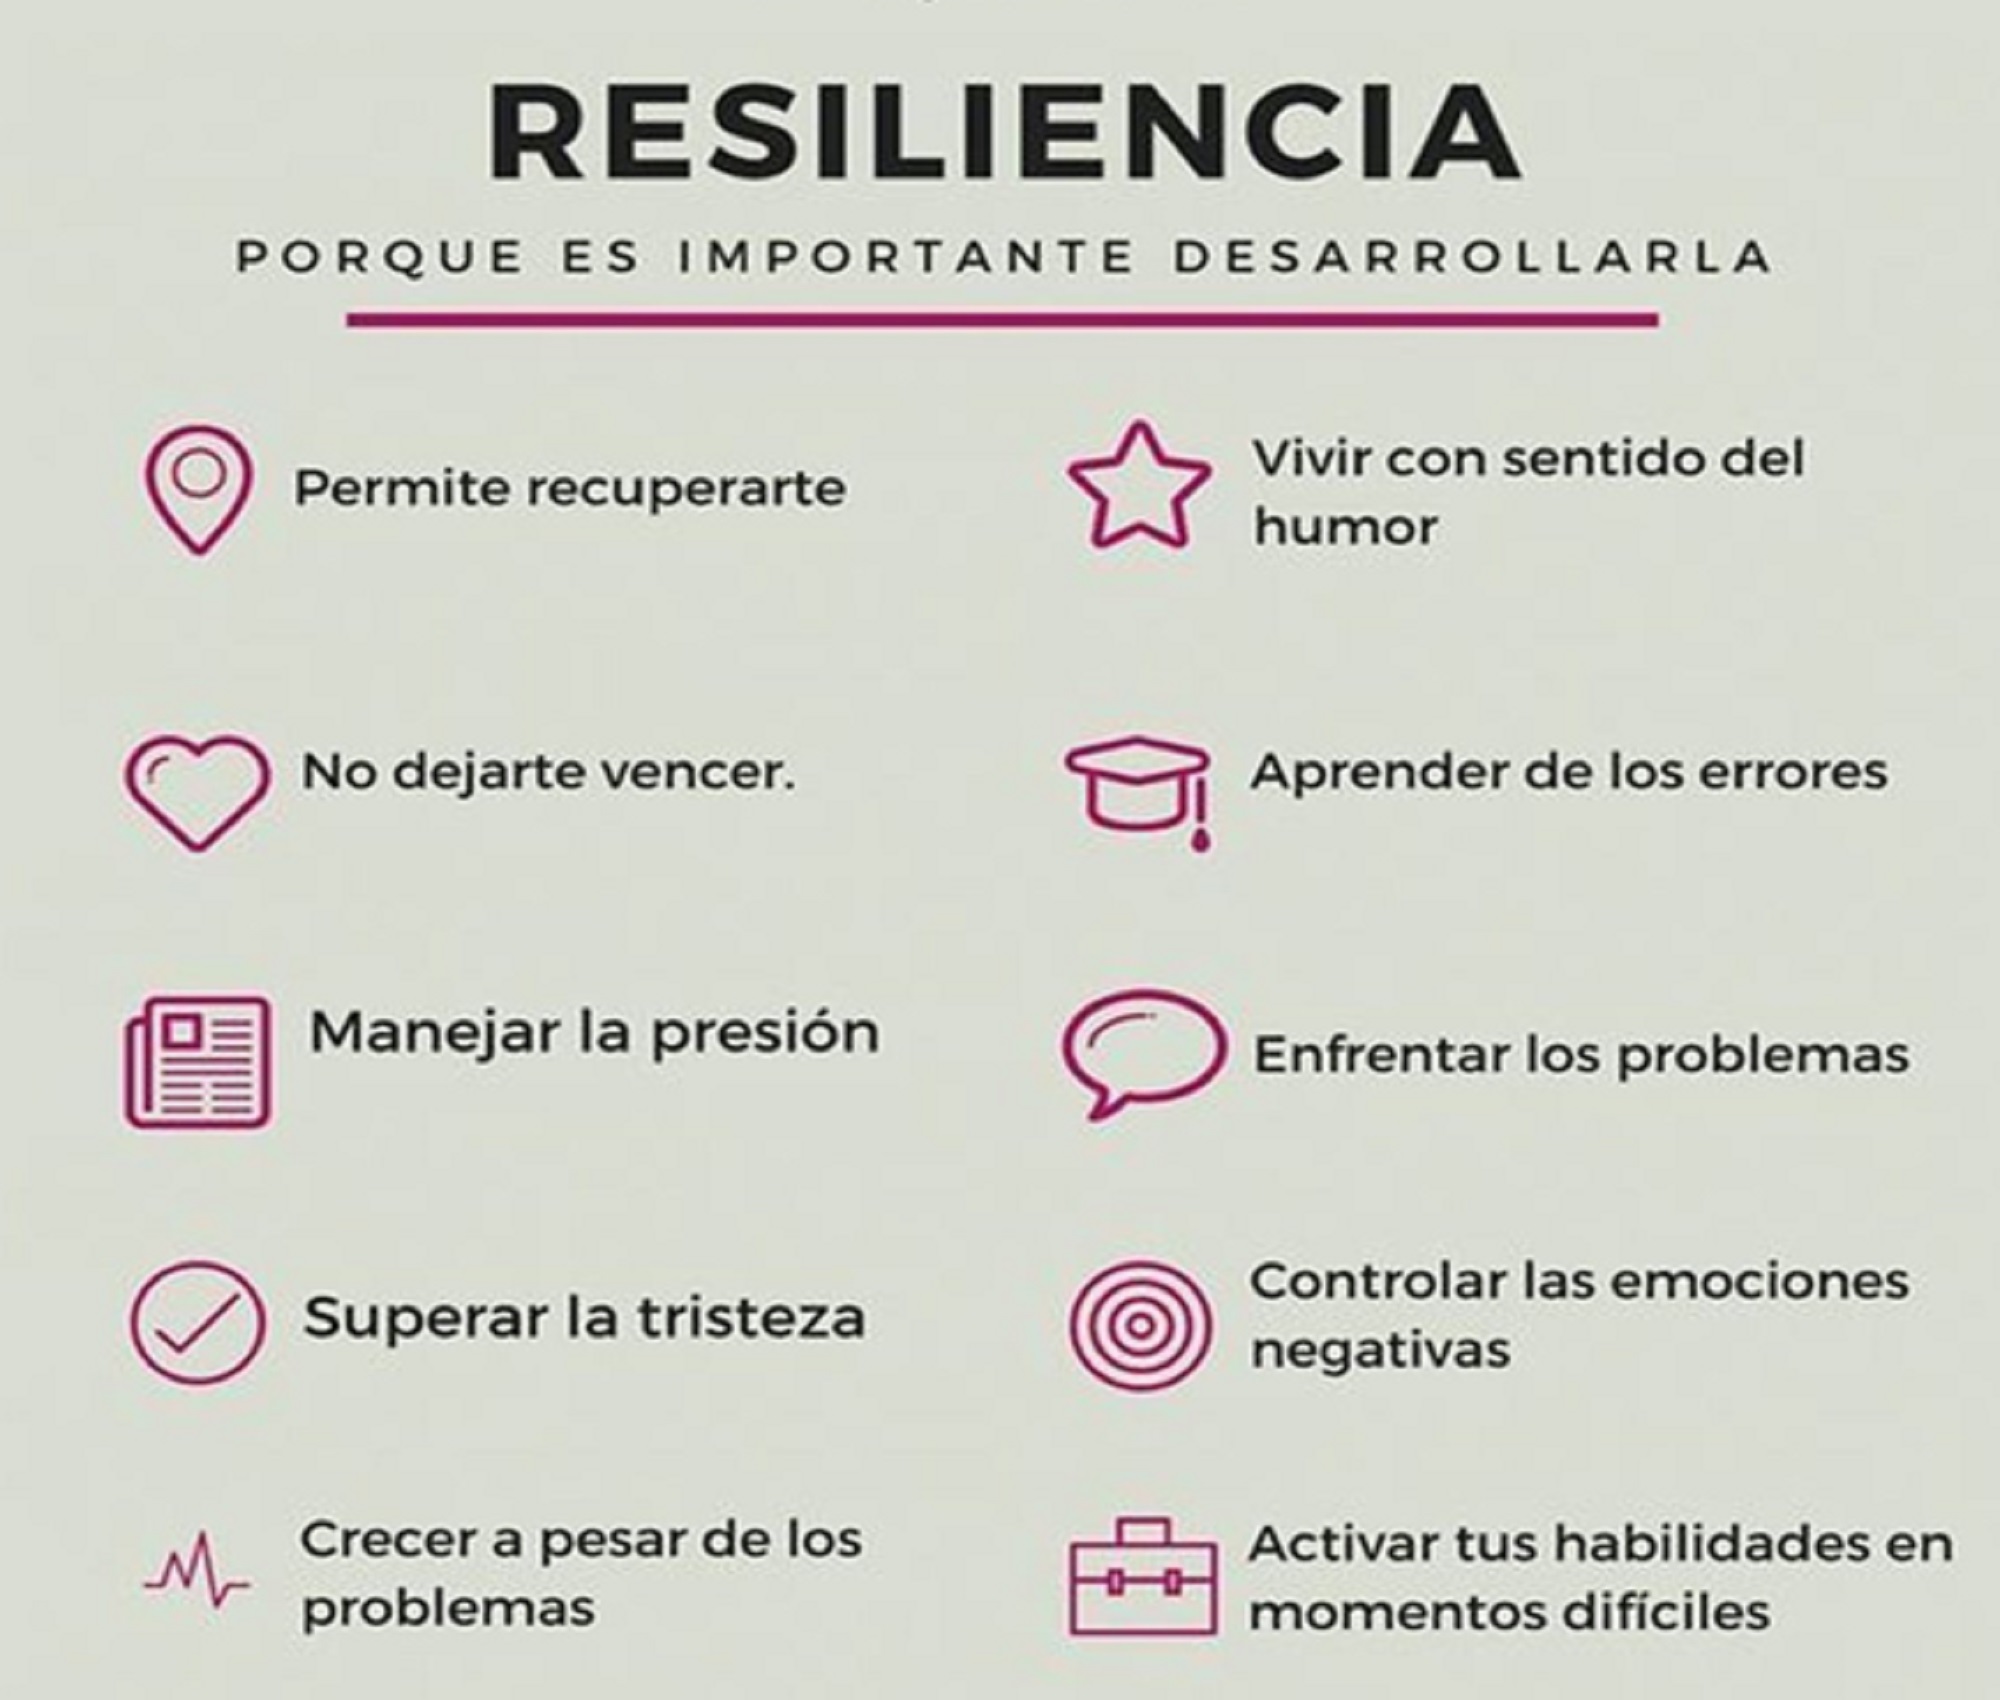 RESILIENCIA
PORQUE ES IMPORTANTE DESARROLLARLA
Permite recuperarte
Vivir con sentido del
humor
No dejarte vencer.
Aprender de los errores
Manejar la presión
Enfrentar los problemas
Superar la tristeza
Controlar las emociones
negativas
Crecer a pesar de los
problemas
Activar tus habilidades en
momentos difíciles